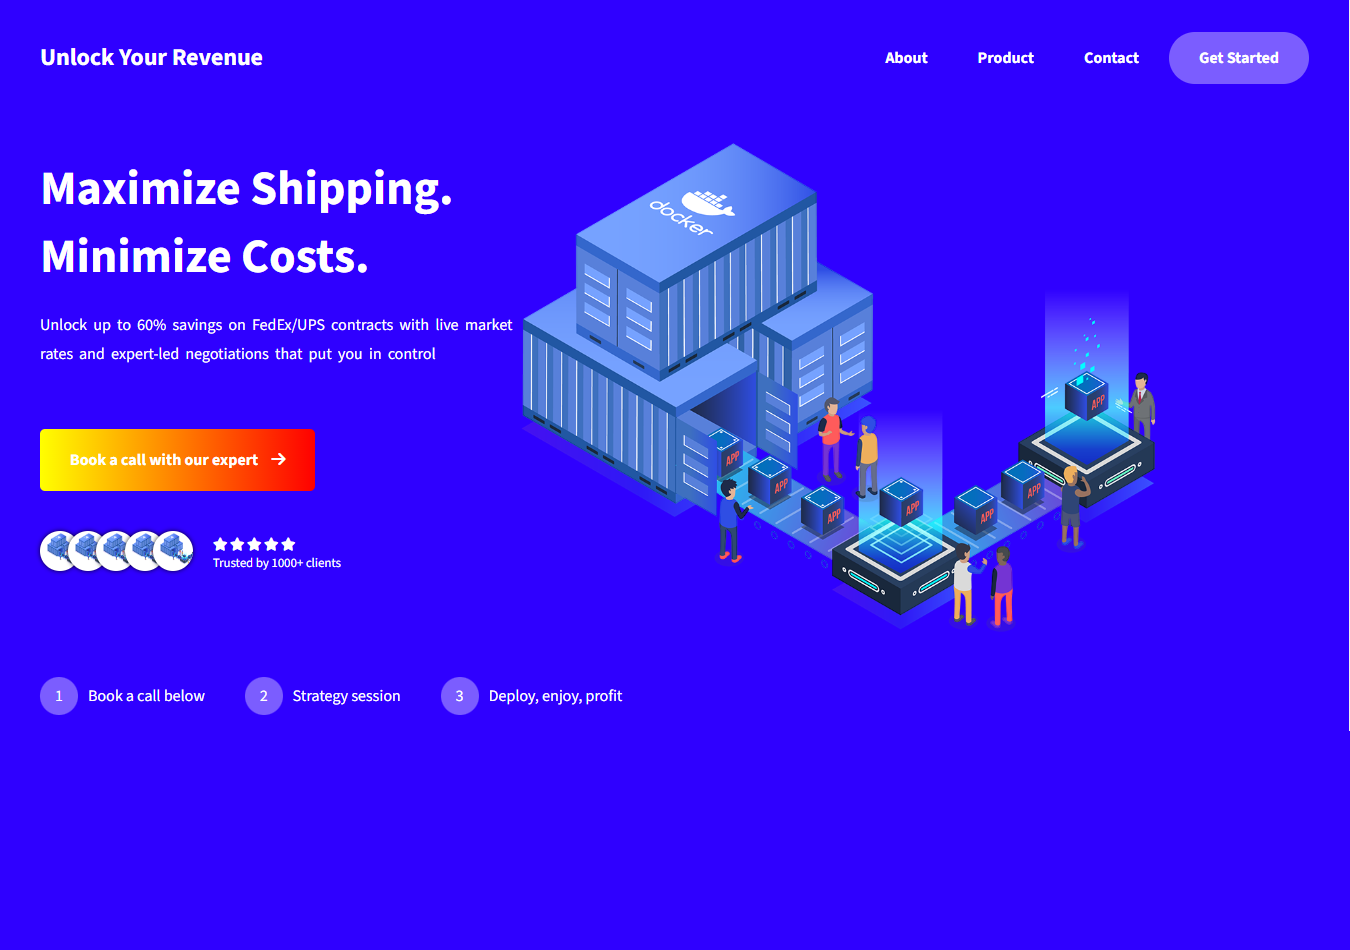 Unlock Your Revenue
About
Product
Contact
Get Started
Maximize Shipping.
Minimize Costs.
Unlock up to 60% savings on FedEx/UPS contracts with live market
rates and expert-led negotiations that put you in control
Book a call with our expert
Trusted by 1000+ clients
docker
APP
APP
APP
APP
APP
APP
APP
1 Book a call below
2 Strategy session
3 Deploy, enjoy, profit